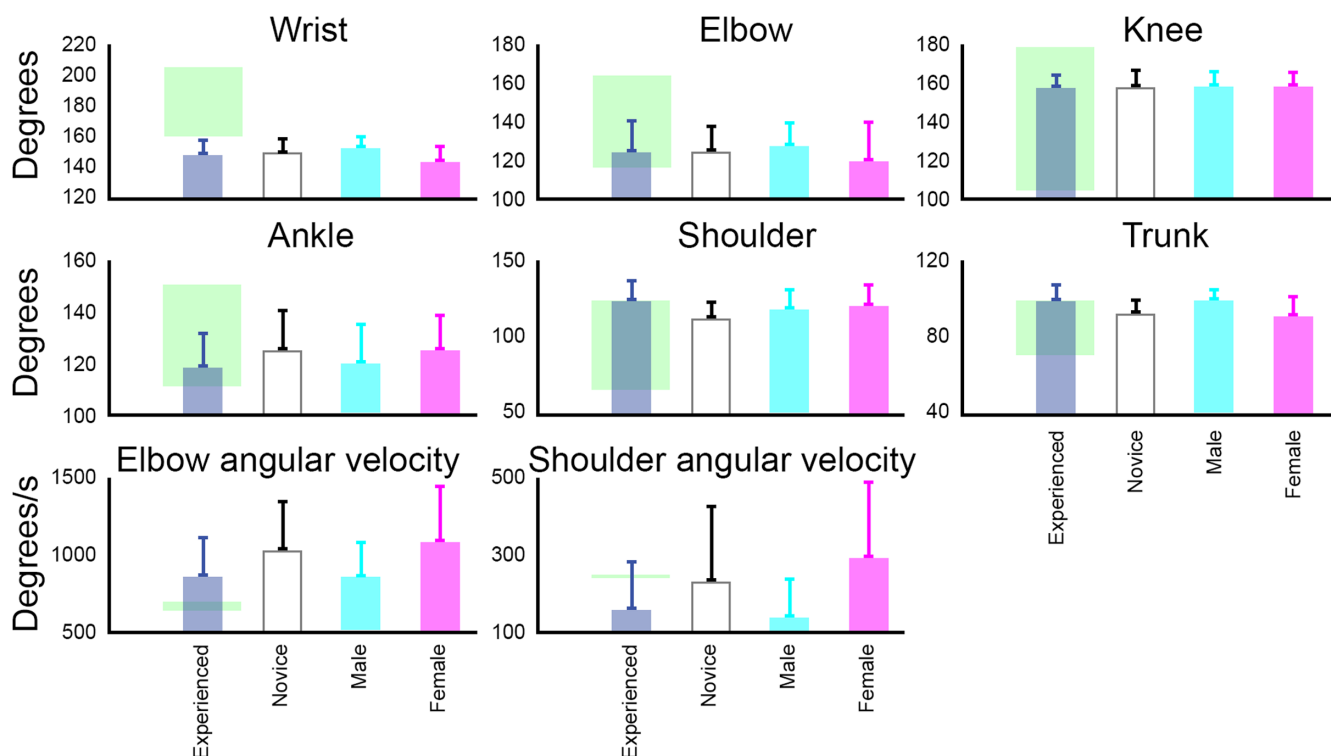 Wrist
Degrees
220
200
180
160
140
120
Elbow
180
160
140
120
100
Knee
180
160
140
120
100
Ankle
Degrees
160
140
120
100
Shoulder
150
100
50
Trunk
120
80
40
Experienced
Novice
Male
Female
Elbow angular velocity
Degrees/s
1500
1000
500
Experienced
Novice
Male
Female
Shoulder angular velocity
500
300
100
Experienced
Novice
Male
Female